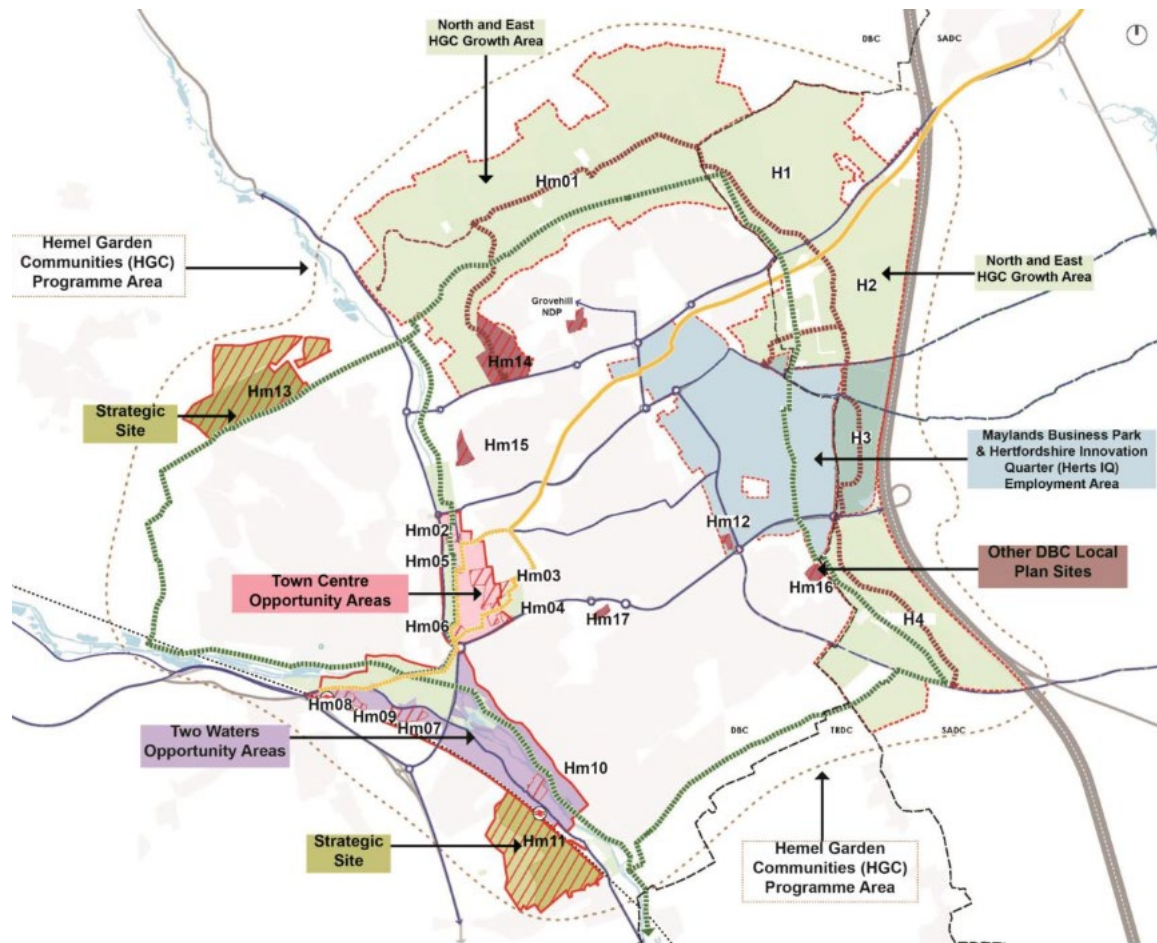 North and East
HGC Growth Area
DBC
SADC
Hm01
H1
Hemel Garden
Communities (HGC)
Programme Area
North and East
HGC Growth Area
H2
Grovehill
NDP
Hm14
Hm13
Strategic
Site
Hm15
H3
Maylands Business Park
& Hertfordshire Innovation
Quarter (Herts IQ)
Employment Area
Hm02
Hm12
Hm05
Other DBC Local
Plan Sites
Town Centre
Opportunity Areas
Hm03
Hm16
Hm04
Hm17
H4
Hm06
Hm08
Hm09
Hm07
Two Waters
Opportunity Areas
DBC
TRDC
SADC
Hm10
Strategic
Site
Hm11
Hemel Garden
Communities (HGC)
Programme Area